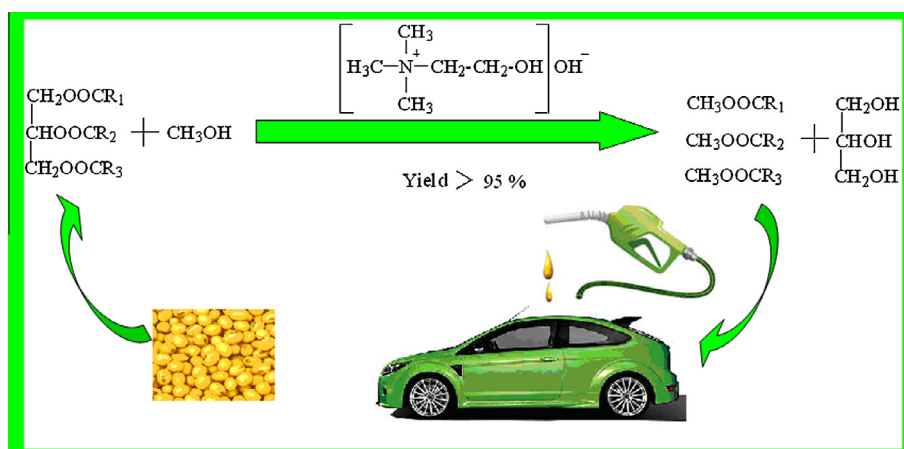 CH3
H3C—N+—CH2-CH2-OH OH−
CH3
CH2OOCR1
CHOOCR2 + CH3OH
CH2OOCR3
Yield > 95 %
CH3OOCR1
CH3OOCR2 +
CH3OOCR3
CH2OH
CHOH
CH2OH